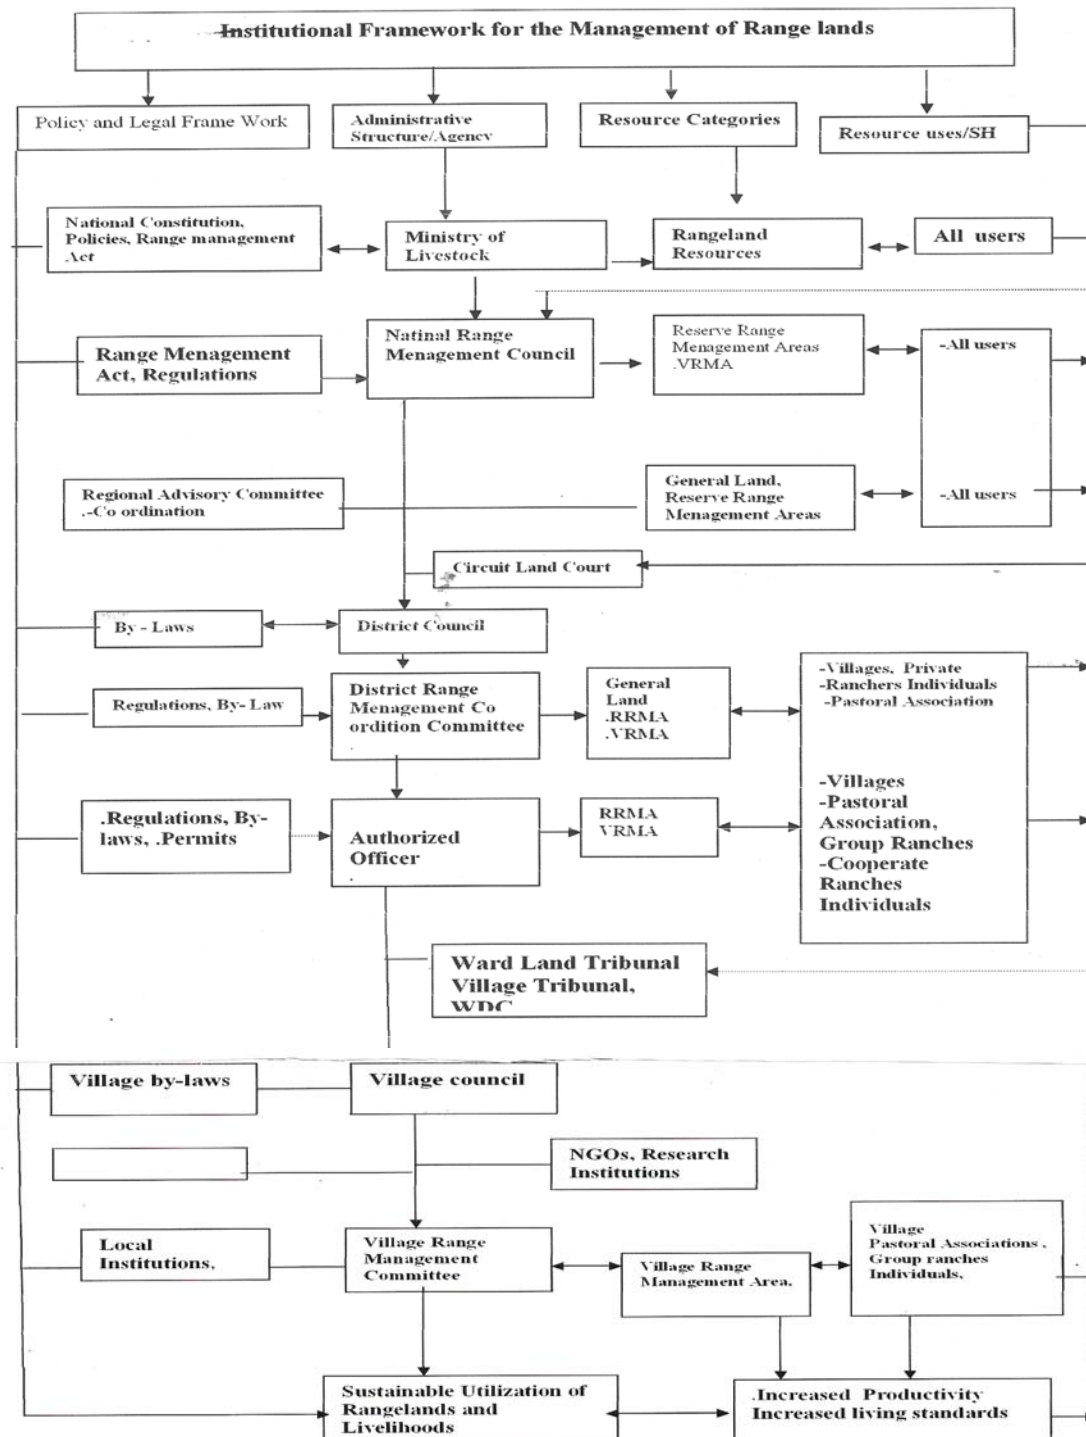 Institutional Framework for the Management of Range lands
Policy and Legal Frame Work
Administrative
Structure/Agency
Resource Categories
Resource uses/SH
National Constitution,
Policies, Range management
Act
Ministry of
Livestock
Rangeland
Resources
All users
Range Menagement
Act, Regulations
Natinal Range
Menagement Council
Reserve Range
Menagement Areas
.VRMA
-All users
Regional Advisory Committee
.-Co ordination
General Land,
Reserve Range
Menagement Areas
-All users
Circuit Land Court
By - Laws
District Council
Regulations, By- Law
District Range
Menagement Co
ordition Committee
General
Land
.RRMA
.VRMA
-Villages, Private
-Ranchers Individuals
-Pastoral Association
.Regulations, By-
laws, .Permits
Authorized
Officer
RRMA
VRMA
-Villages
-Pastoral
Association,
Group Ranches
-Cooperate
Ranches
Individuals
Ward Land Tribunal
Village Tribunal,
WDC
Village by-laws
Village council
NGOs, Research
Institutions
Local
Institutions,
Village Range
Management
Committee
Village Range
Management Area,
Village
Pastoral Associations ,
Group ranches
Individuals,
Sustainable Utilization of
Rangelands and
Livelihoods
.Increased Productivity
Increased living standards